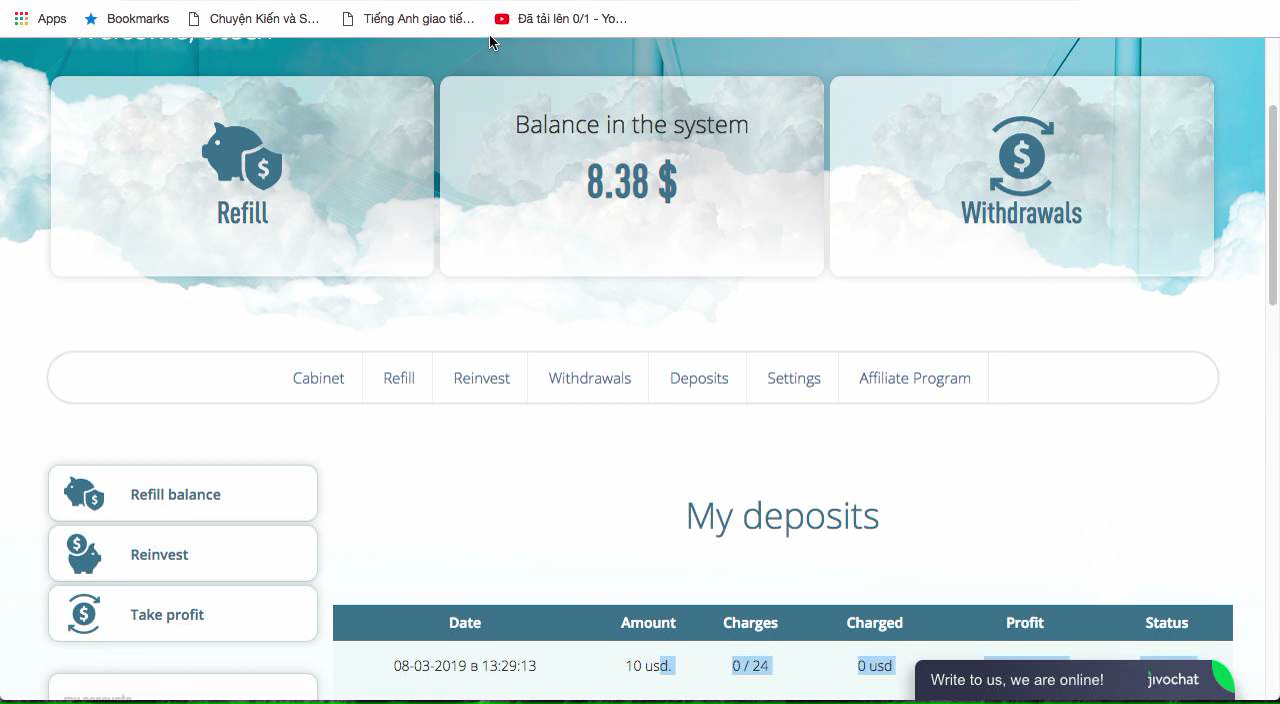 Apps Bookmarks Chuyện Kiến và S… Tiếng Anh giao tiế… Đã tải lên 0/1 - Yo…
Refill
Balance in the system
8.38 $
Withdrawals
Cabinet Refill Reinvest Withdrawals Deposits Settings Affiliate Program
Refill balance
Reinvest
Take profit
My deposits
Date Amount Charges Charged Profit Status
08-03-2019 в 13:29:13 10 usd. 0 / 24 0 usd
Write to us, we are online! jivochat